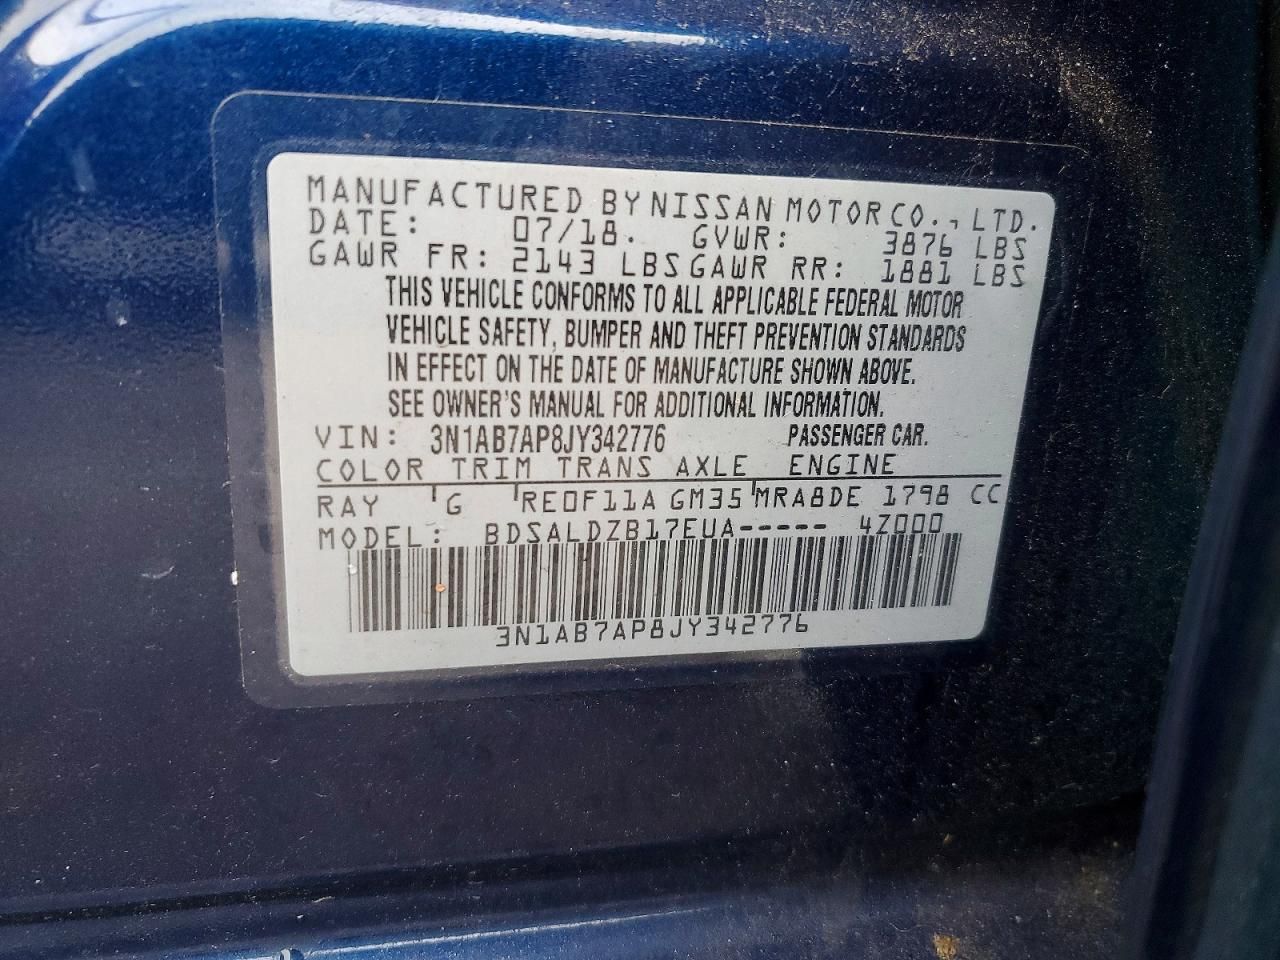 MANUFACTURED BY NISSAN MOTOR CO., LTD.
DATE: 07/18. GVWR: 3876 LBS
GAWR FR: 2143 LBS GAWR RR: 1881 LBS
THIS VEHICLE CONFORMS TO ALL APPLICABLE FEDERAL MOTOR
VEHICLE SAFETY, BUMPER AND THEFT PREVENTION STANDARDS
IN EFFECT ON THE DATE OF MANUFACTURE SHOWN ABOVE.
SEE OWNER'S MANUAL FOR ADDITIONAL INFORMATION.
VIN: 3N1AB7AP8JY342776 PASSENGER CAR.
COLOR TRIM TRANS AXLE ENGINE
RAY G RE0F11A GM35 MRA8DE 1798 CC
MODEL: BDSALDZB17EUA----- 4Z000
3N1AB7AP8JY342776